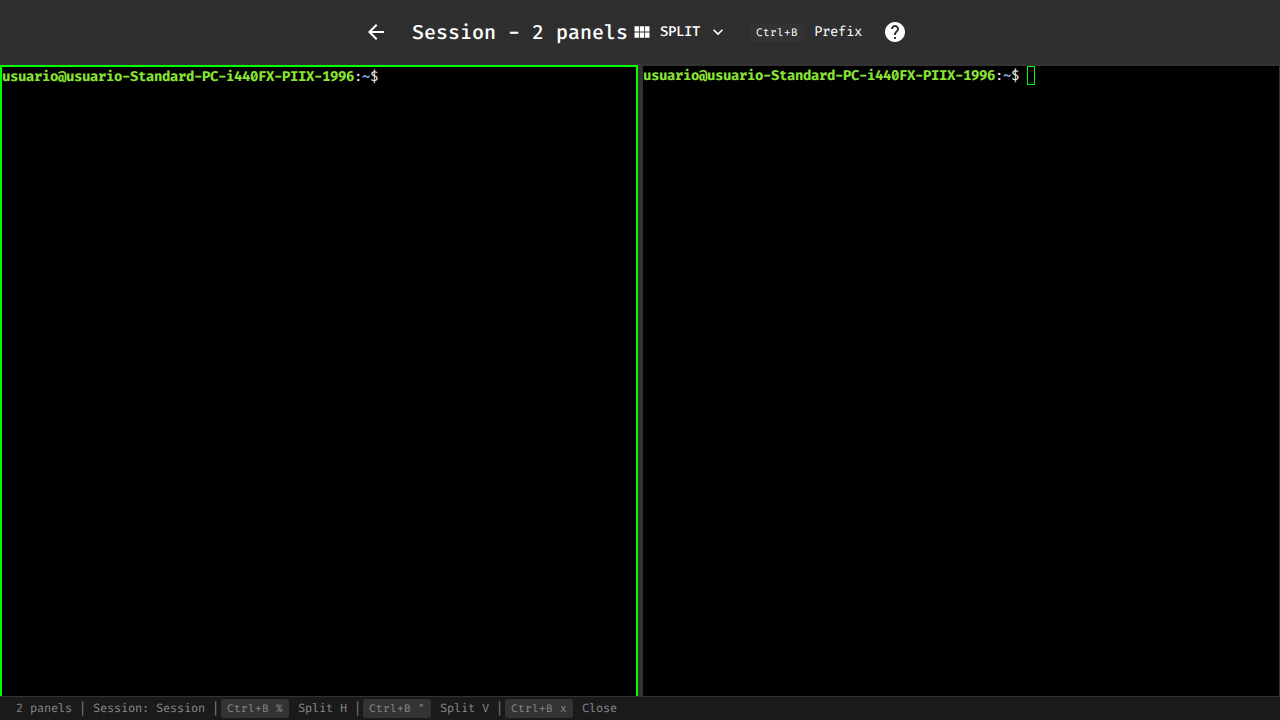 Session - 2 panels SPLIT Ctrl+B Prefix ?
usuario@usuario-Standard-PC-i440FX-PIIX-1996:~$
usuario@usuario-Standard-PC-i440FX-PIIX-1996:~$
2 panels | Session: Session | Ctrl+B % Split H | Ctrl+B " Split V | Ctrl+B x Close